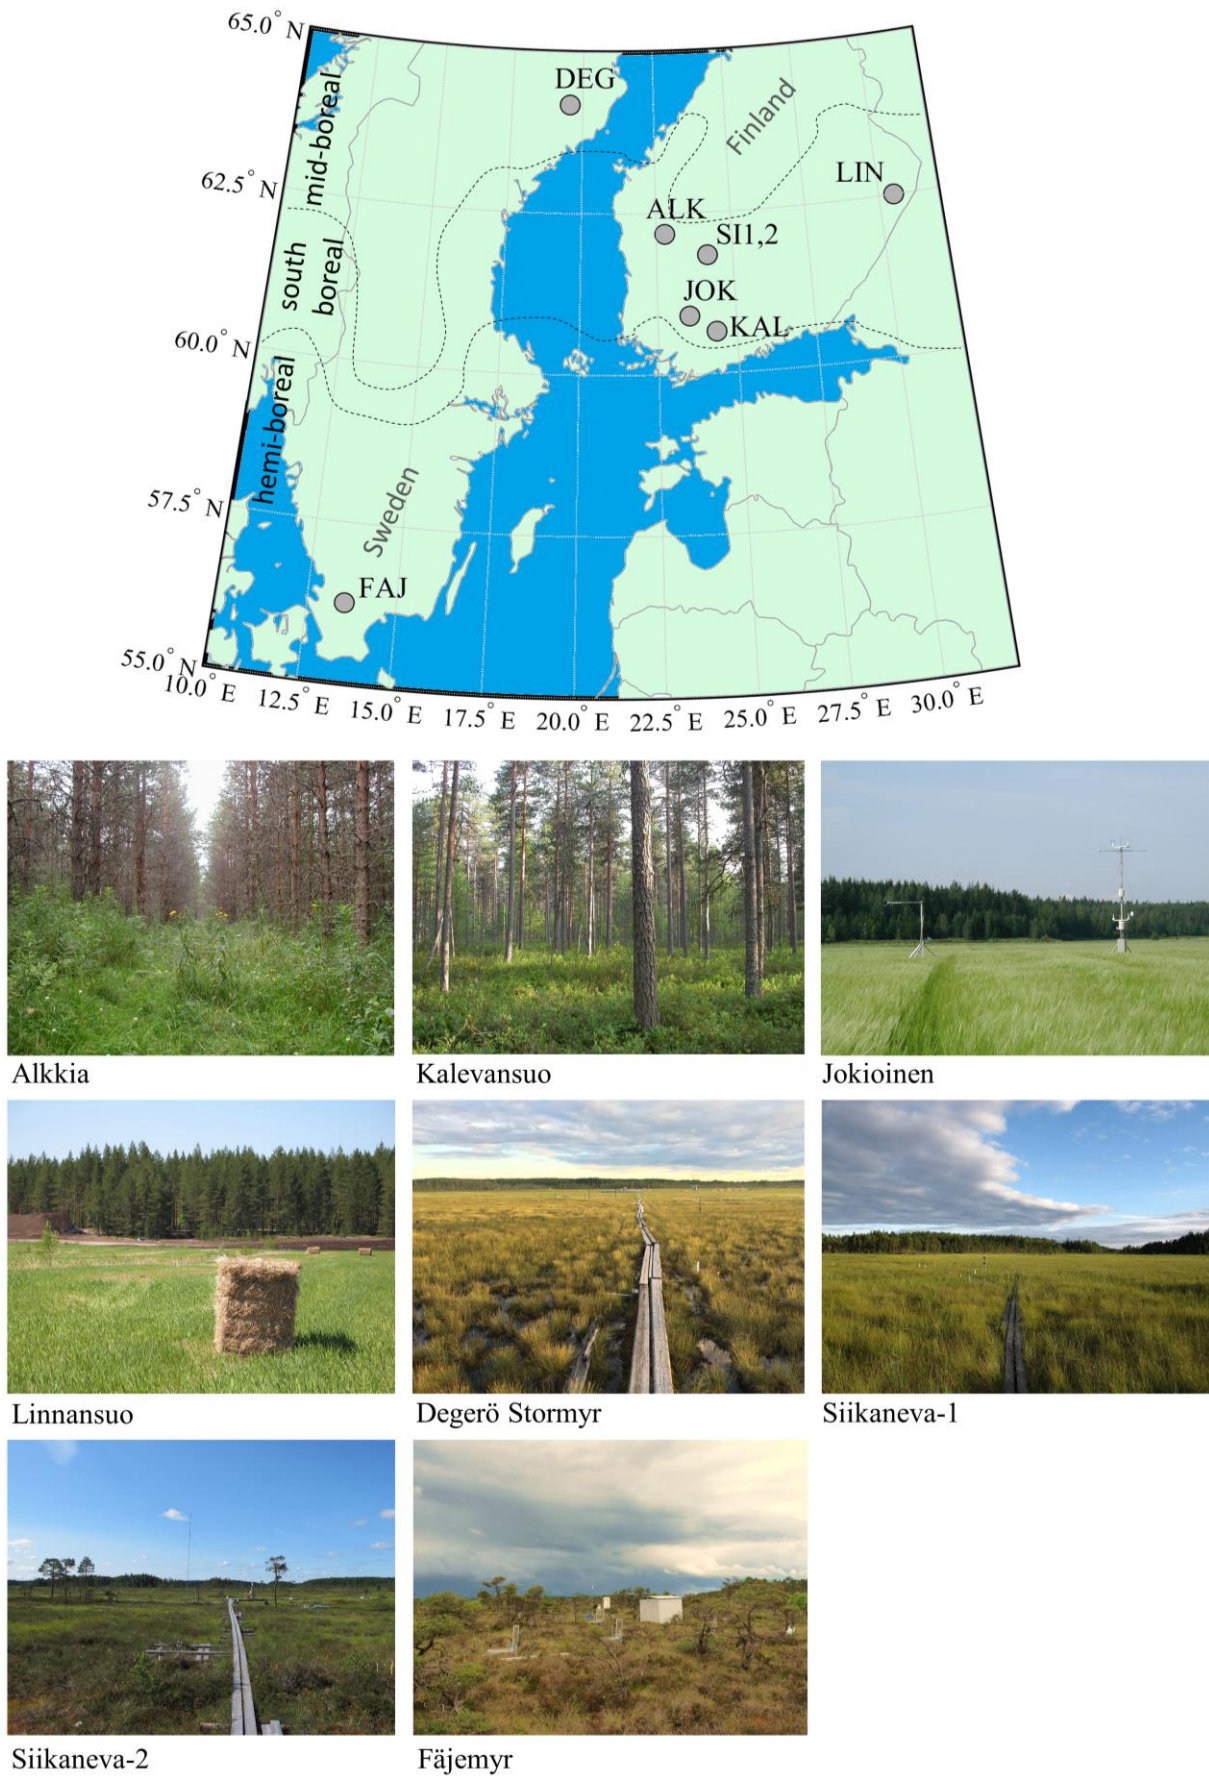 65.0° N
DEG
mid-boreal
Finland
62.5° N
LIN
ALK
SI1,2
south
boreal
JOK
KAL
60.0° N
hemi-boreal
57.5° N
Sweden
FAJ
55.0° N
10.0° E
12.5° E
15.0° E
17.5° E
20.0° E
22.5° E
25.0° E
27.5° E
30.0° E
Alkkia
Kalevansuo
Jokioinen
Linnansuo
Degerö Stormyr
Siikaneva-1
Siikaneva-2
Fäjemyr